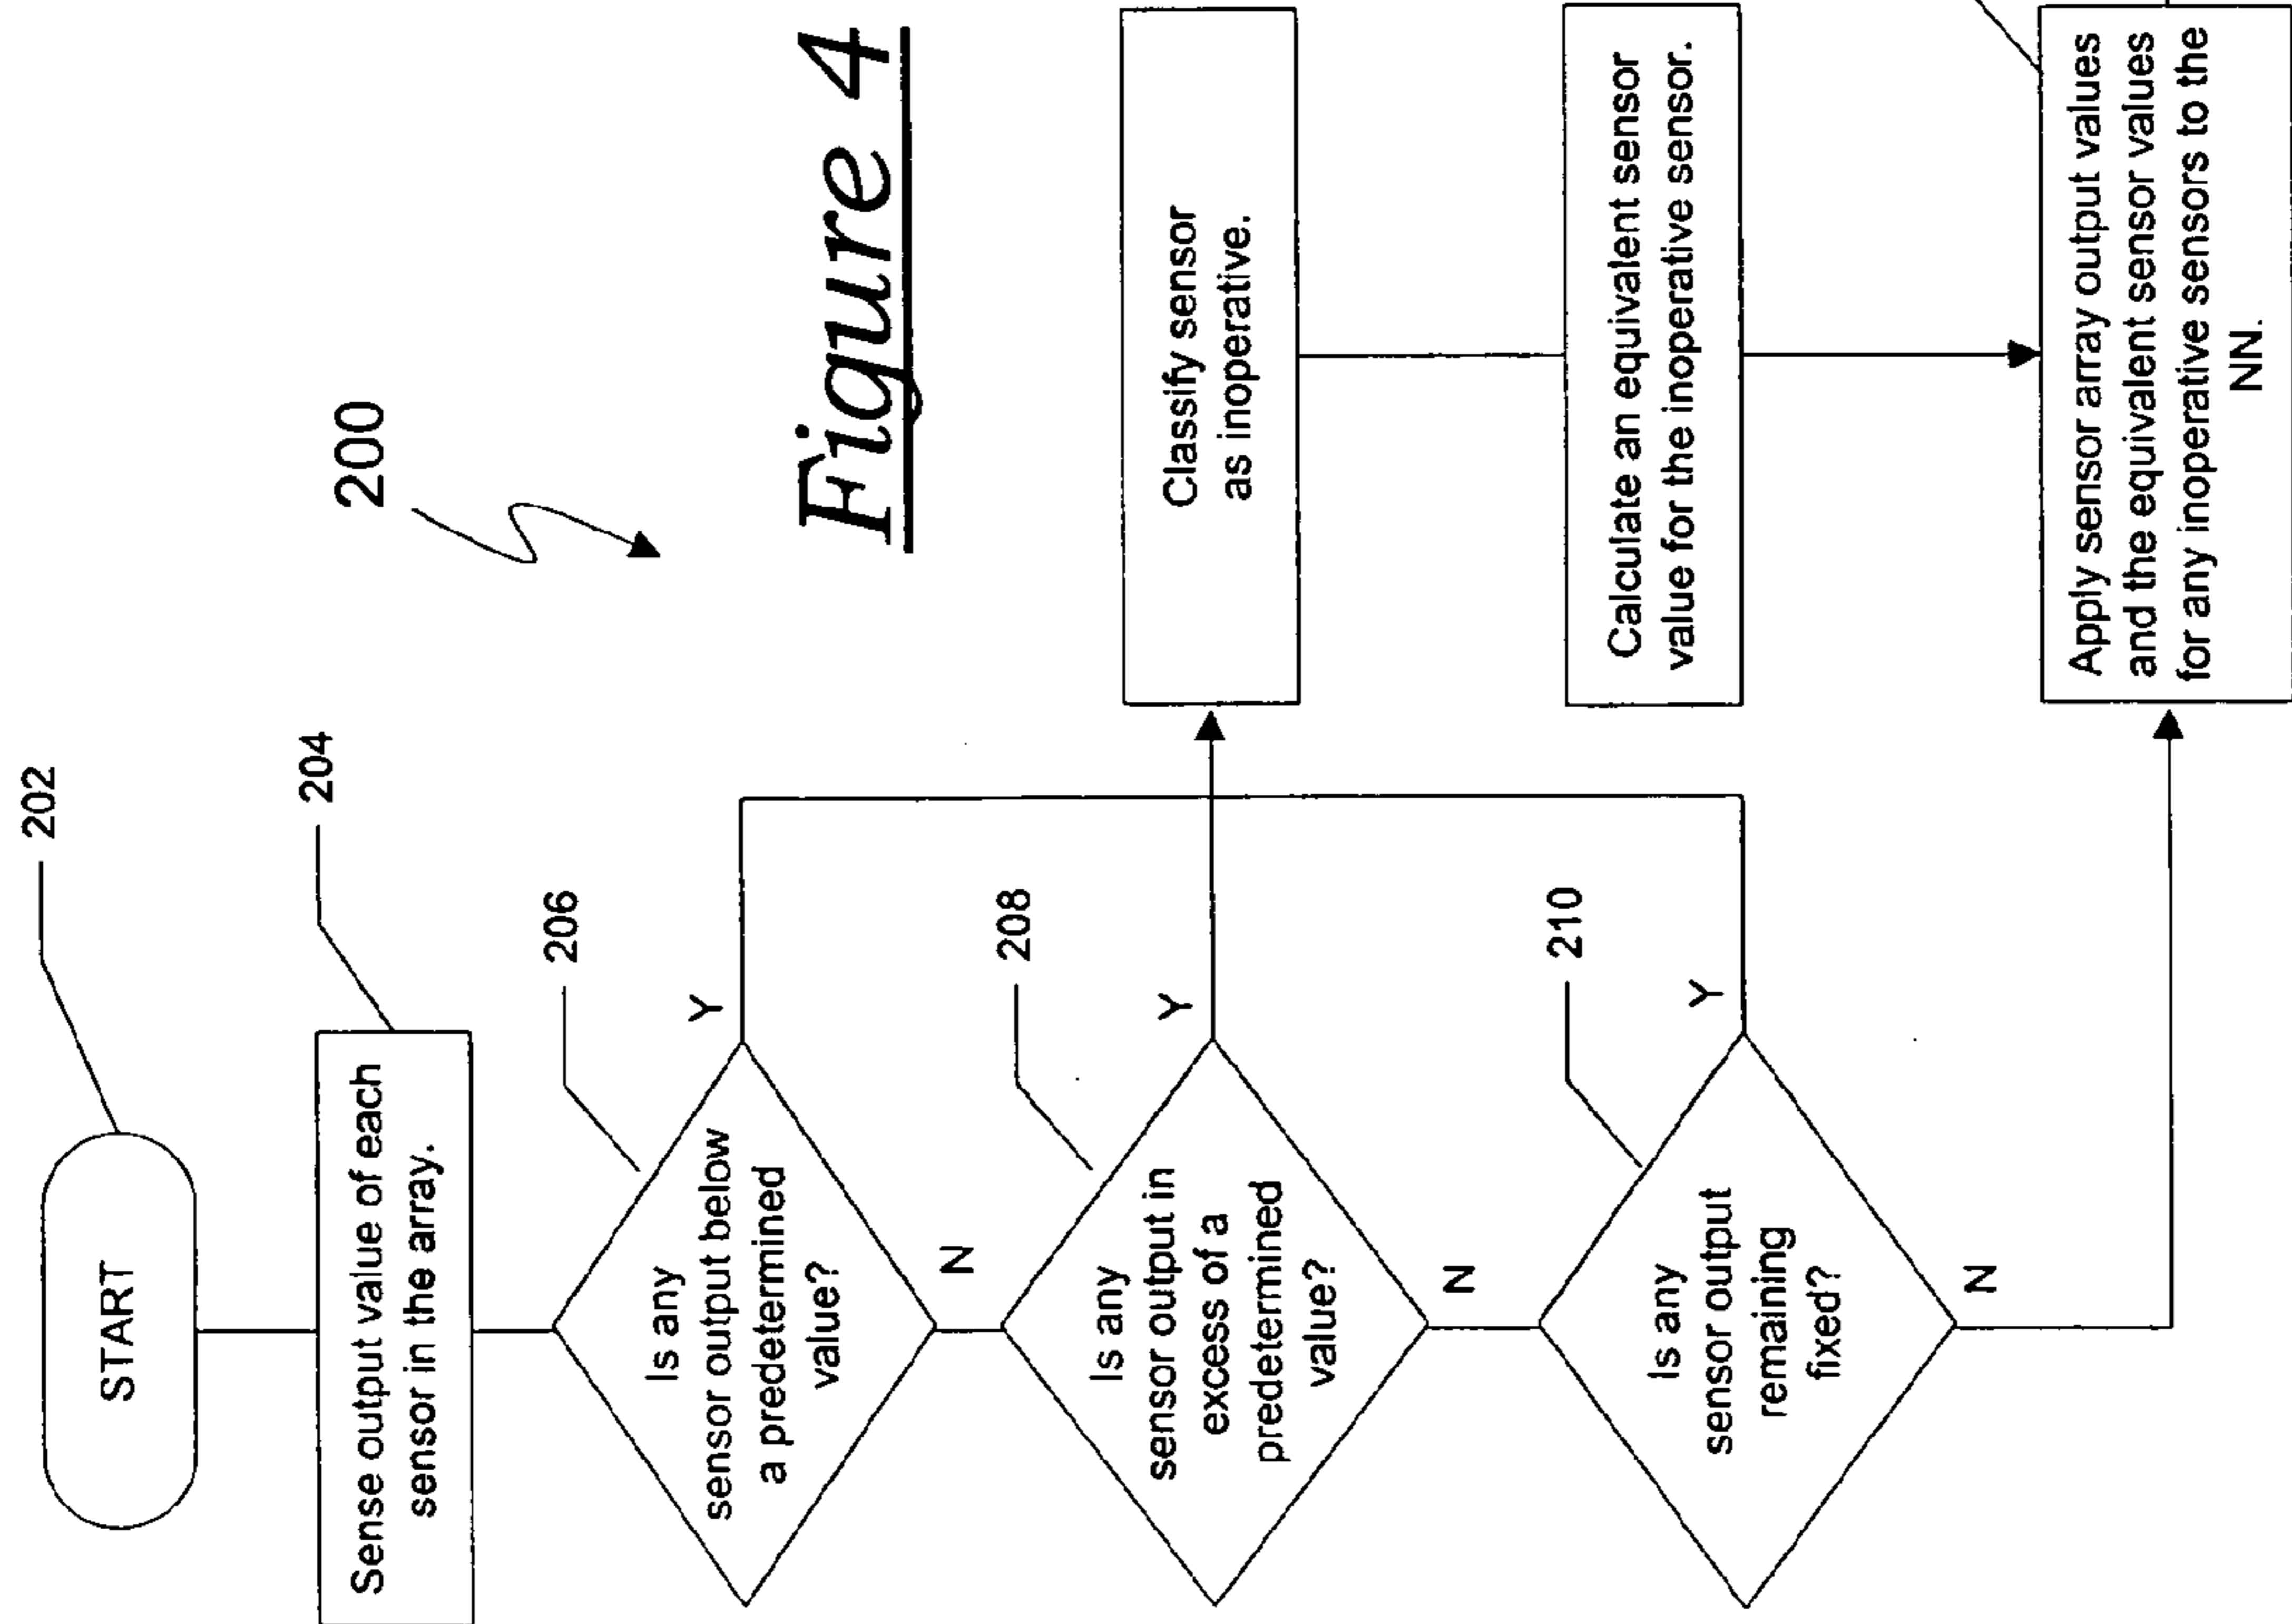 202
START
204
Sense output value of each
sensor in the array.
206
Is any
sensor output below
a predetermined
value?
Y
N
208
Is any
sensor output in
excess of a
predetermined
value?
Y
N
210
Is any
sensor output
remaining
fixed?
Y
N
200
Figure 4
Classify sensor
as inoperative.
Calculate an equivalent sensor
value for the inoperative sensor.
Apply sensor array output values
and the equivalent sensor values
for any inoperative sensors to the
NN.